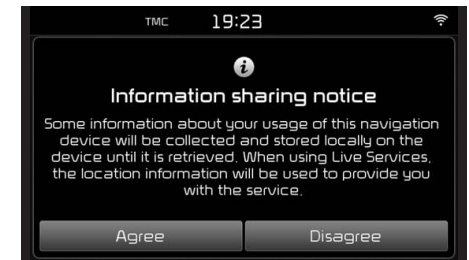 TMC 19:23
Information sharing notice
Some information about your usage of this navigation
device will be collected and stored locally on the
device until it is retrieved. When using Live Services,
the location information will be used to provide you
with the service.
Agree Disagree